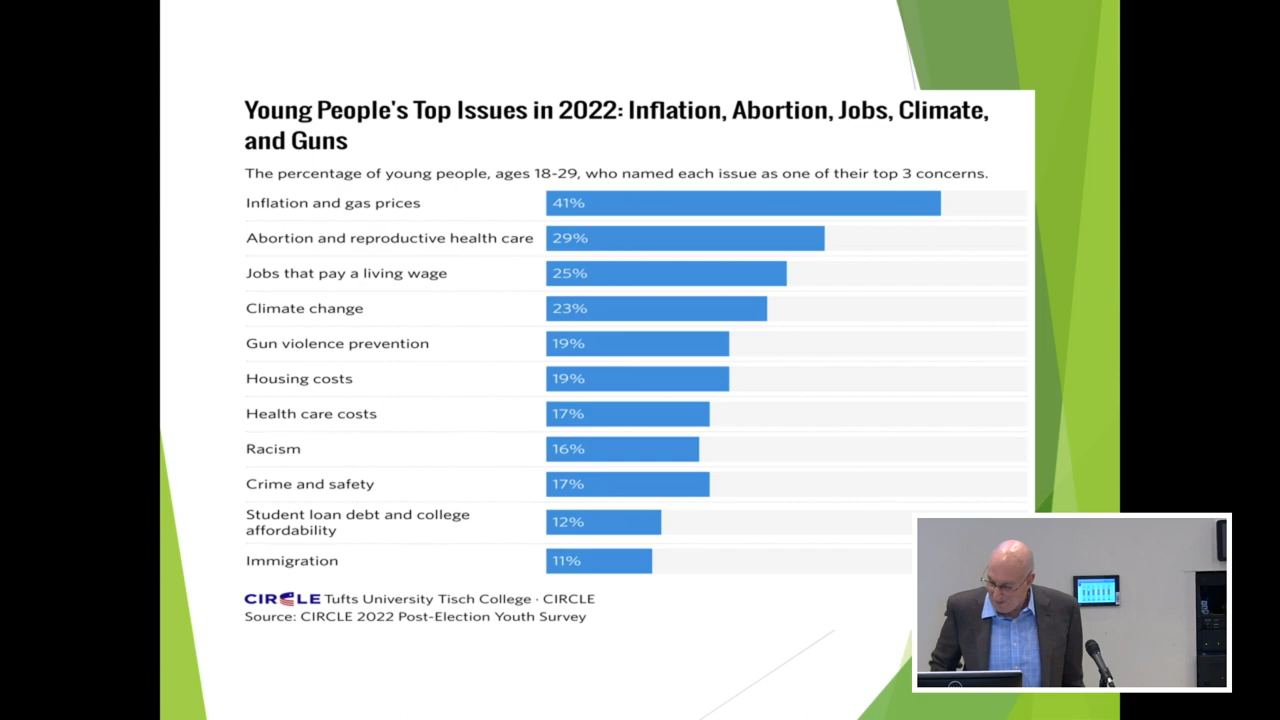 Young People's Top Issues in 2022: Inflation, Abortion, Jobs, Climate,
and Guns
The percentage of young people, ages 18-29, who named each issue as one of their top 3 concerns.
Inflation and gas prices 41%
Abortion and reproductive health care 29%
Jobs that pay a living wage 25%
Climate change 23%
Gun violence prevention 19%
Housing costs 19%
Health care costs 17%
Racism 16%
Crime and safety 17%
Student loan debt and college
affordability 12%
Immigration 11%
CIRCLE Tufts University Tisch College · CIRCLE
Source: CIRCLE 2022 Post-Election Youth Survey